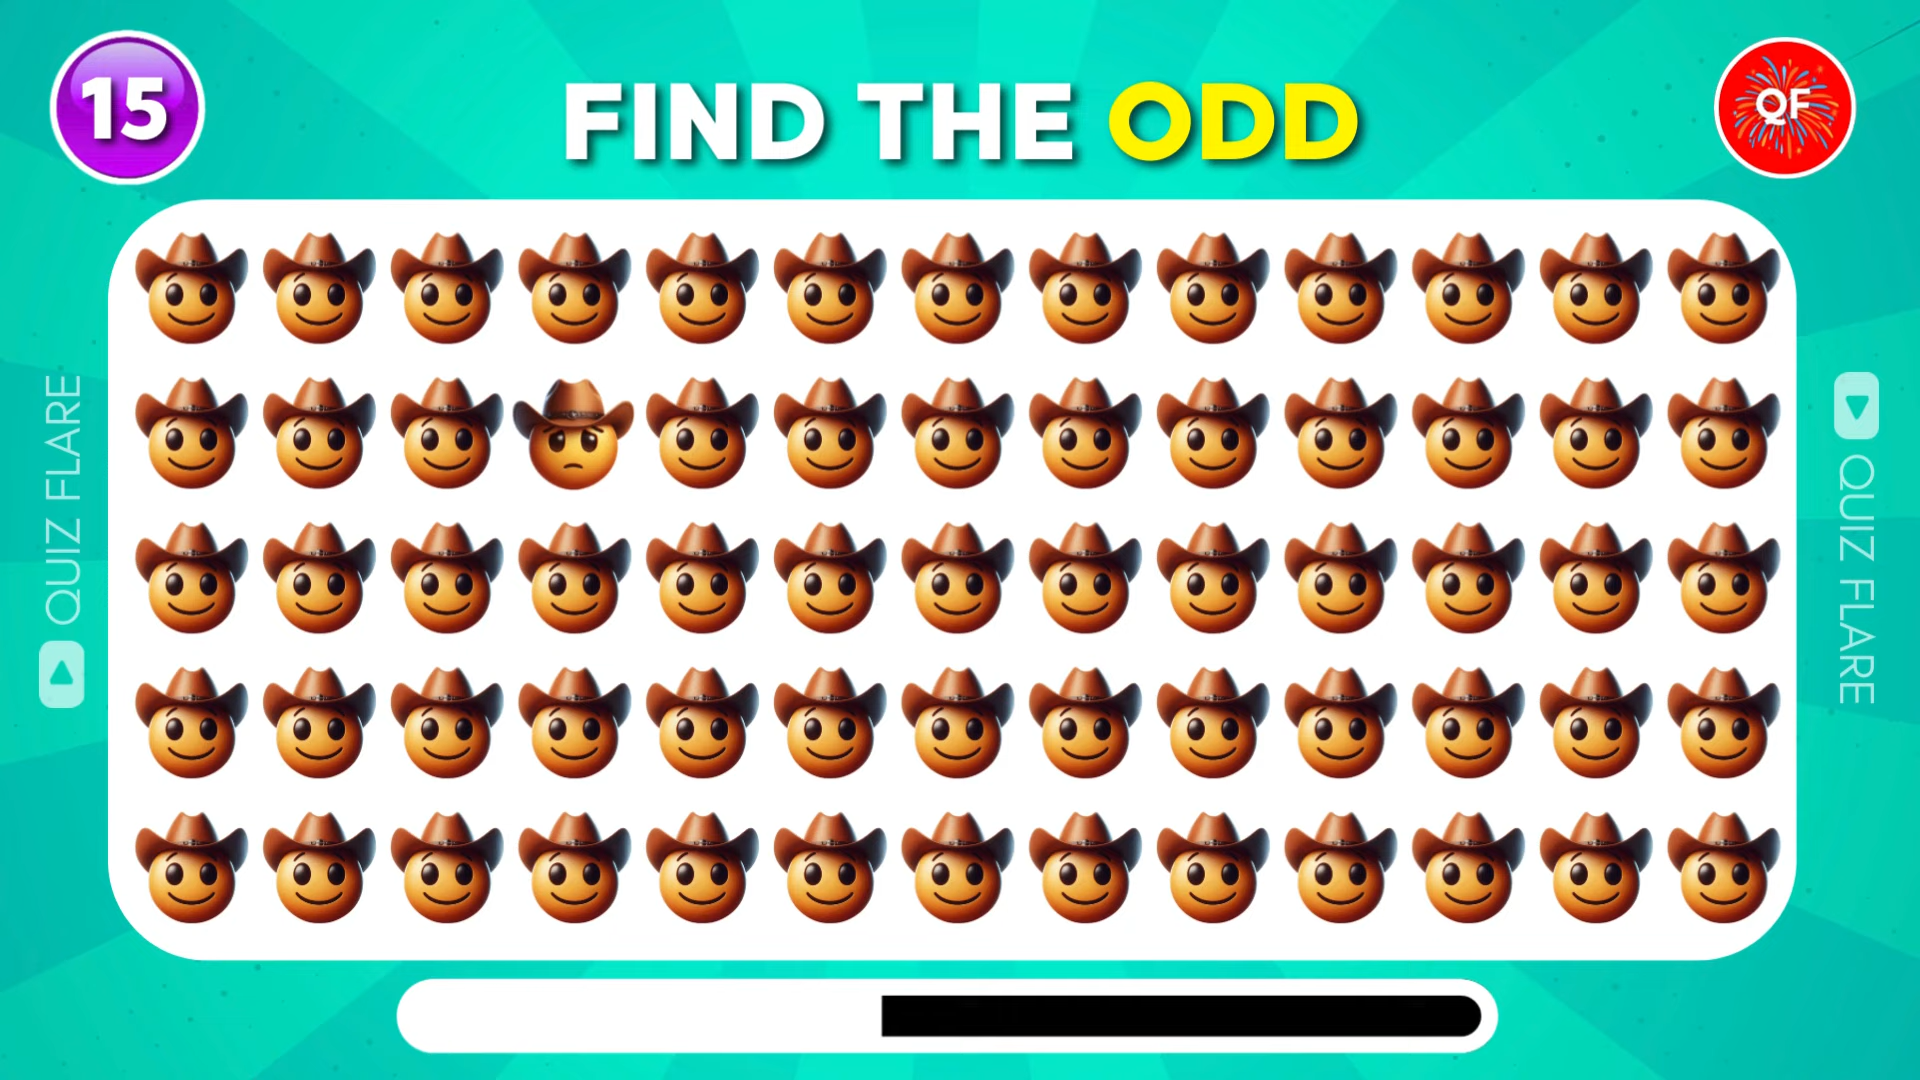 15
FIND THE ODD
QF
QUIZ FLARE
QUIZ FLARE